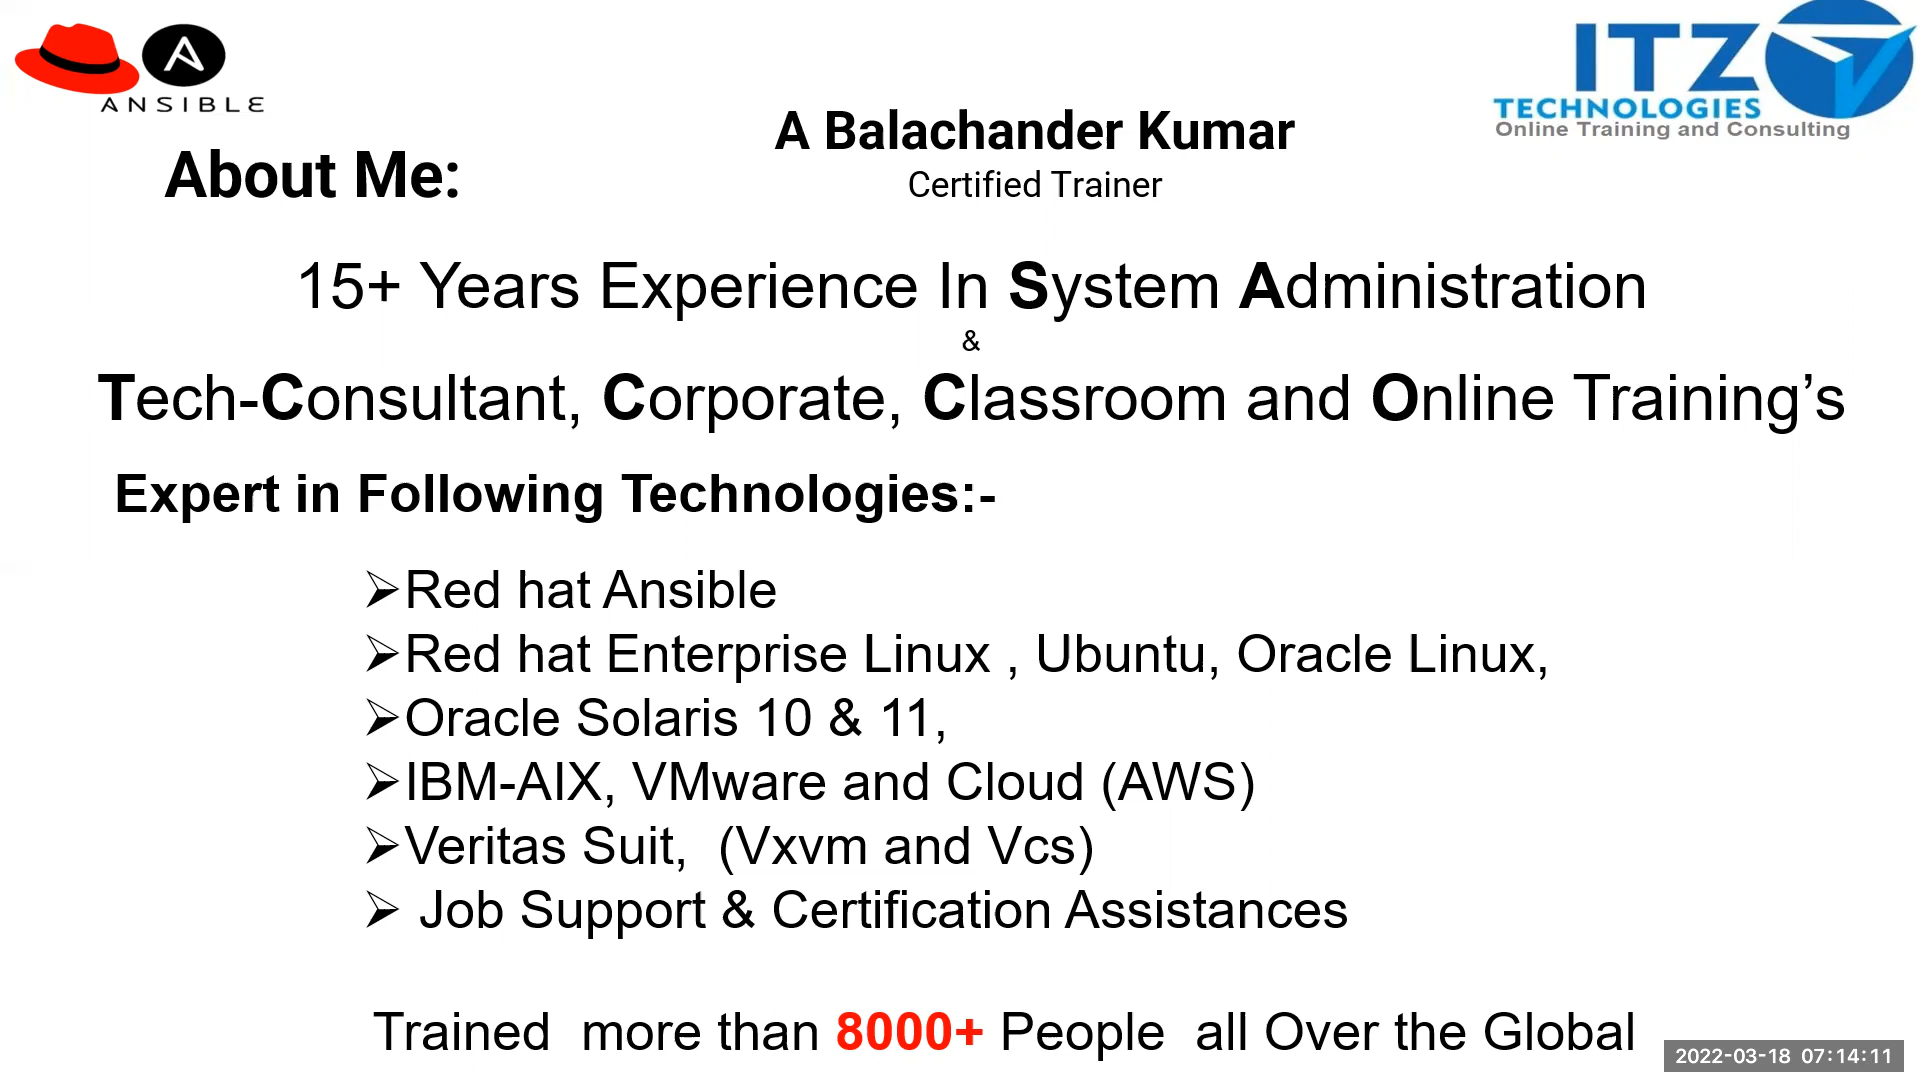 ANSIBLE
ITZ
TECHNOLOGIES
Online Training and Consulting
A Balachander Kumar
Certified Trainer
About Me:
15+ Years Experience In System Administration
&
Tech-Consultant, Corporate, Classroom and Online Training’s
Expert in Following Technologies:-
➢Red hat Ansible
➢Red hat Enterprise Linux , Ubuntu, Oracle Linux,
➢Oracle Solaris 10 & 11,
➢IBM-AIX, VMware and Cloud (AWS)
➢Veritas Suit,  (Vxvm and Vcs)
➢ Job Support & Certification Assistances
Trained  more than 8000+ People  all Over the Global
2022-03-18 07:14:11